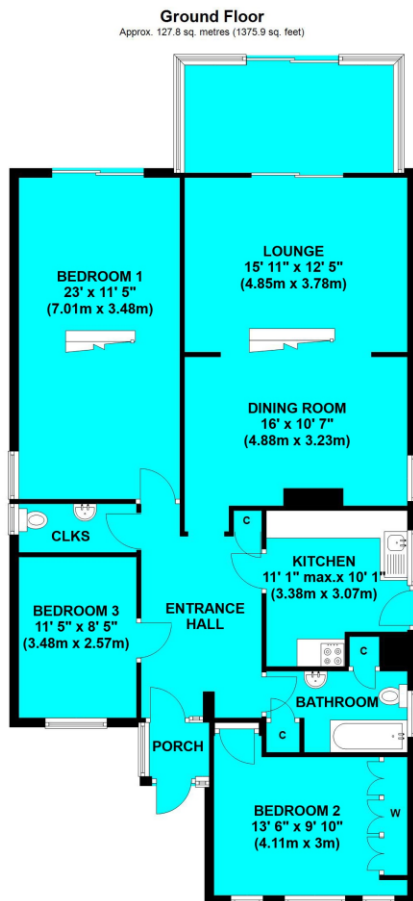 Ground Floor
Approx. 127.8 sq. metres (1375.9 sq. feet)
LOUNGE
15' 11" x 12' 5"
(4.85m x 3.78m)
BEDROOM 1
23' x 11' 5"
(7.01m x 3.48m)
DINING ROOM
16' x 10' 7"
(4.88m x 3.23m)
C
CLKS
KITCHEN
11' 1" max.x 10' 1"
(3.38m x 3.07m)
BEDROOM 3
11' 5" x 8' 5"
(3.48m x 2.57m)
ENTRANCE
HALL
C
BATHROOM
C
PORCH
BEDROOM 2
13' 6" x 9' 10"
(4.11m x 3m)
W